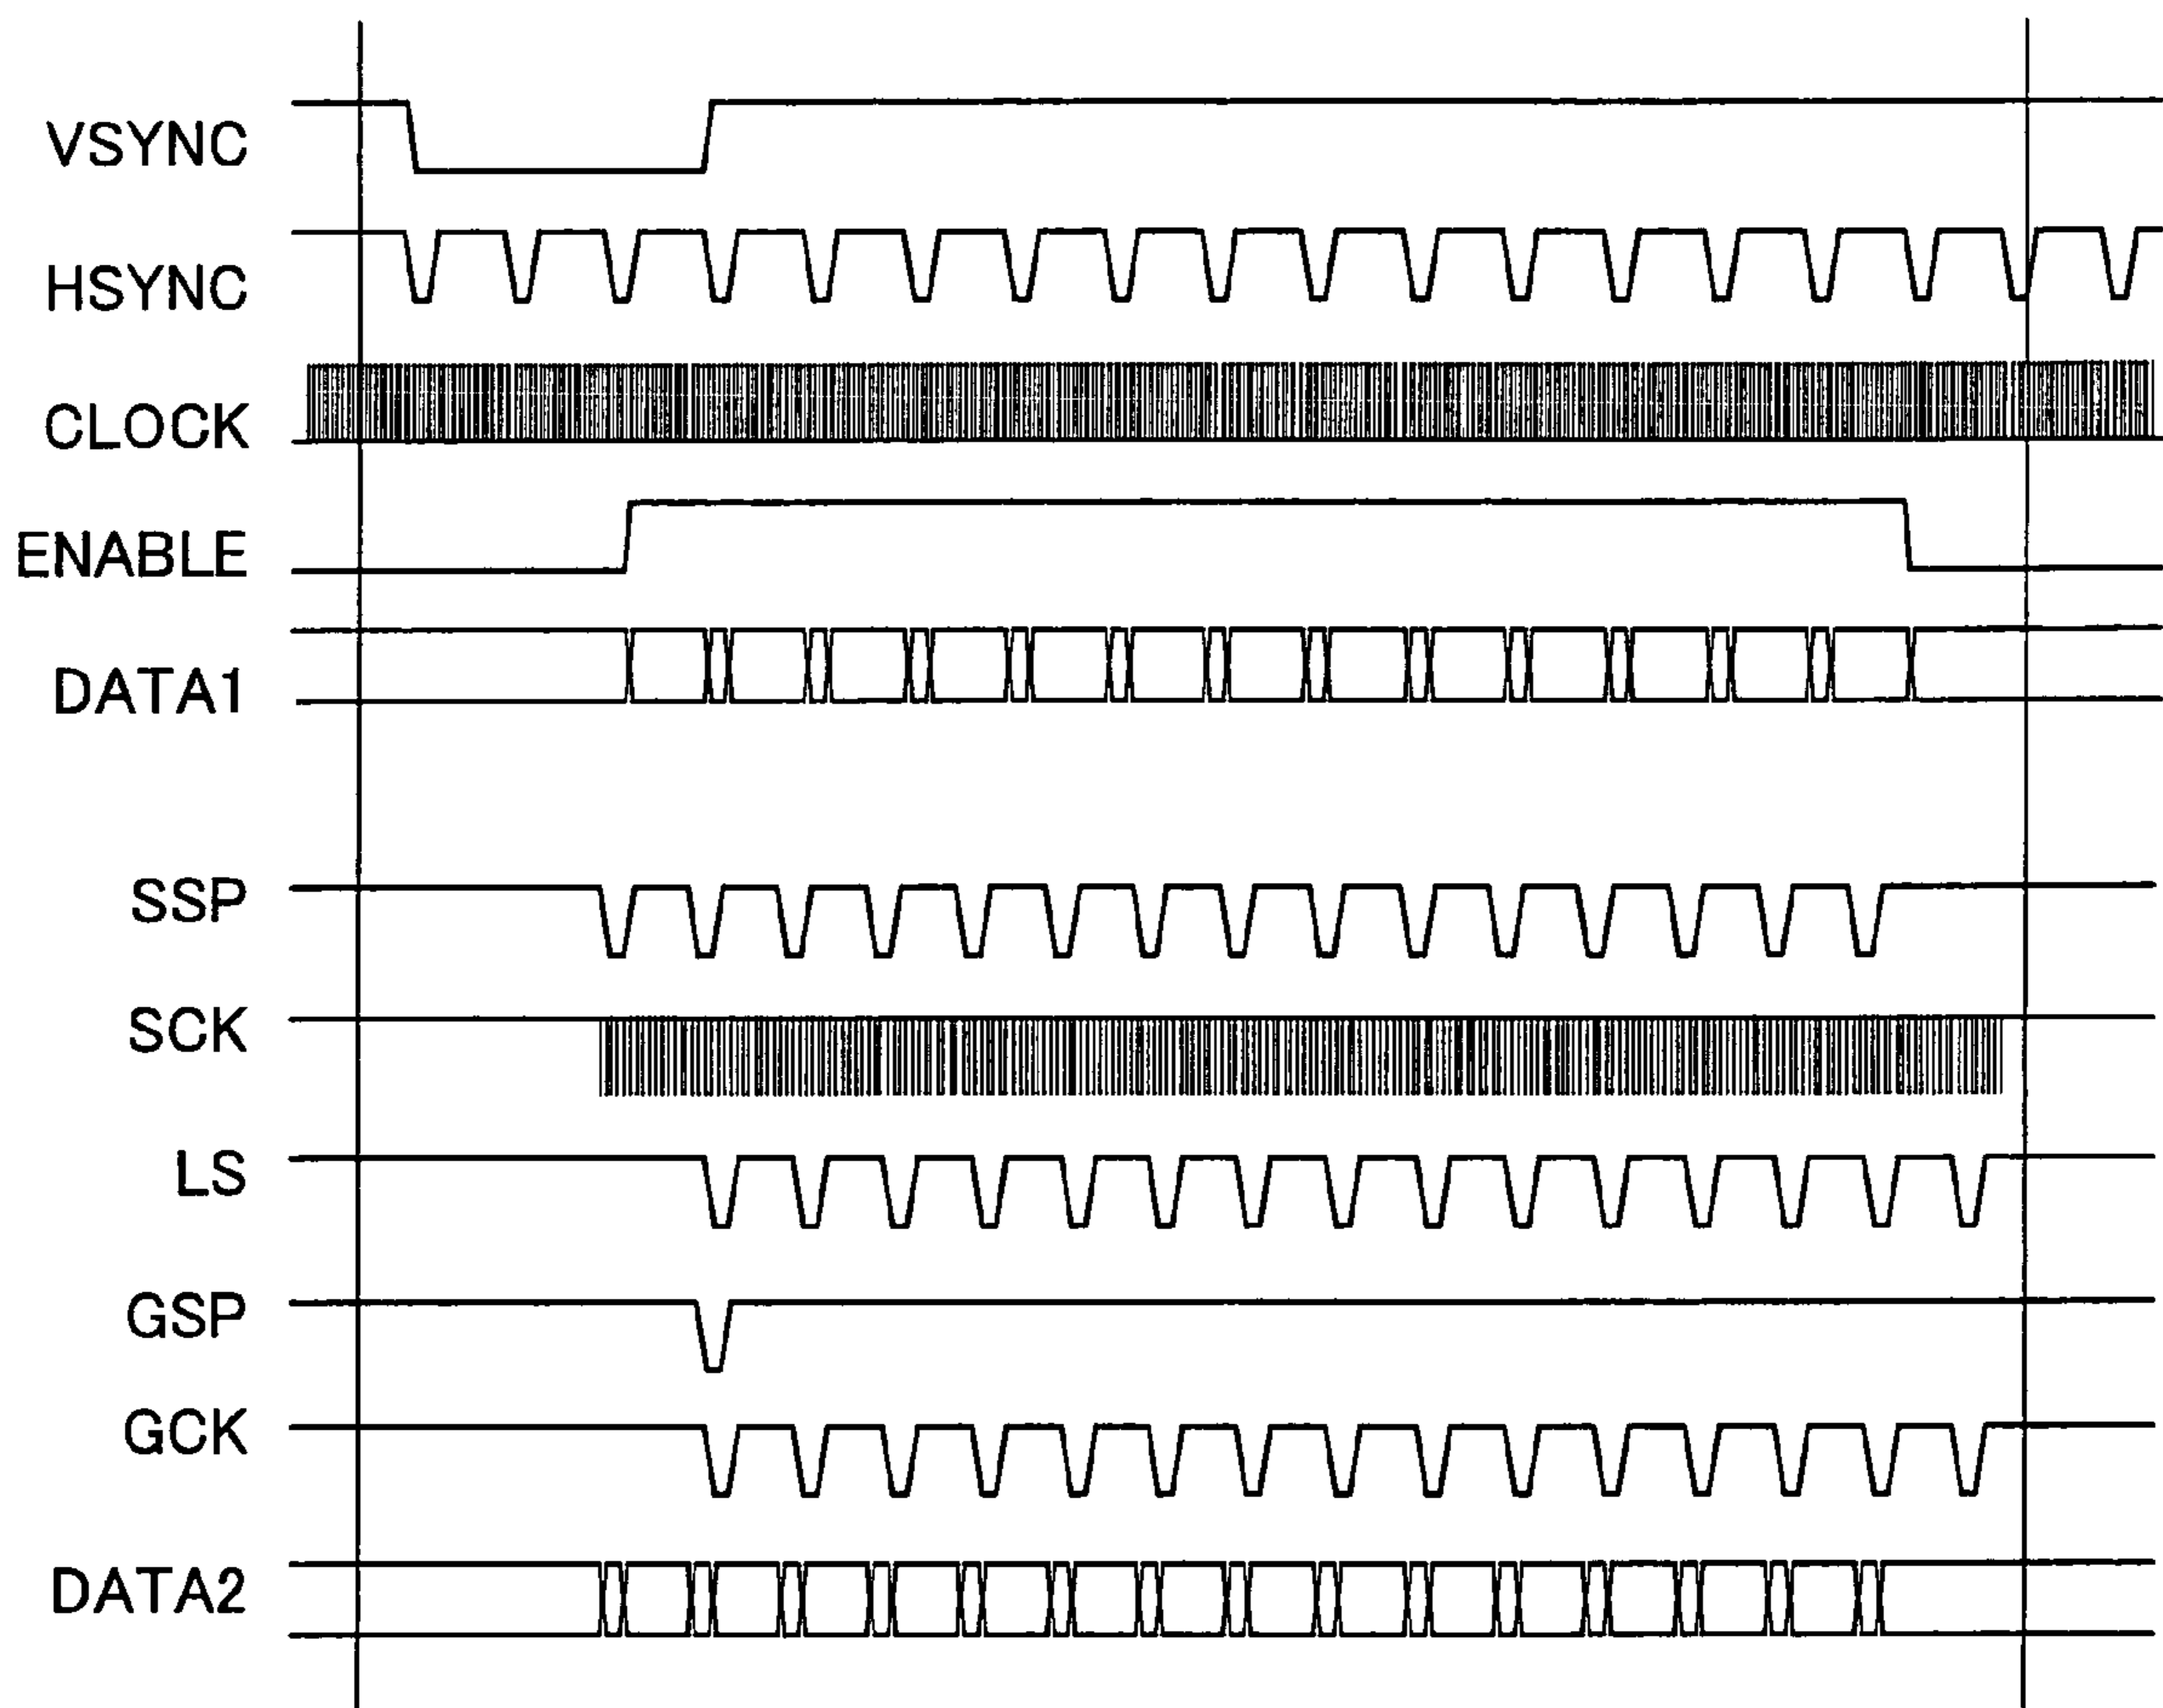 VSYNC
HSYNC
CLOCK
ENABLE
DATA1
SSP
SCK
LS
GSP
GCK
DATA2